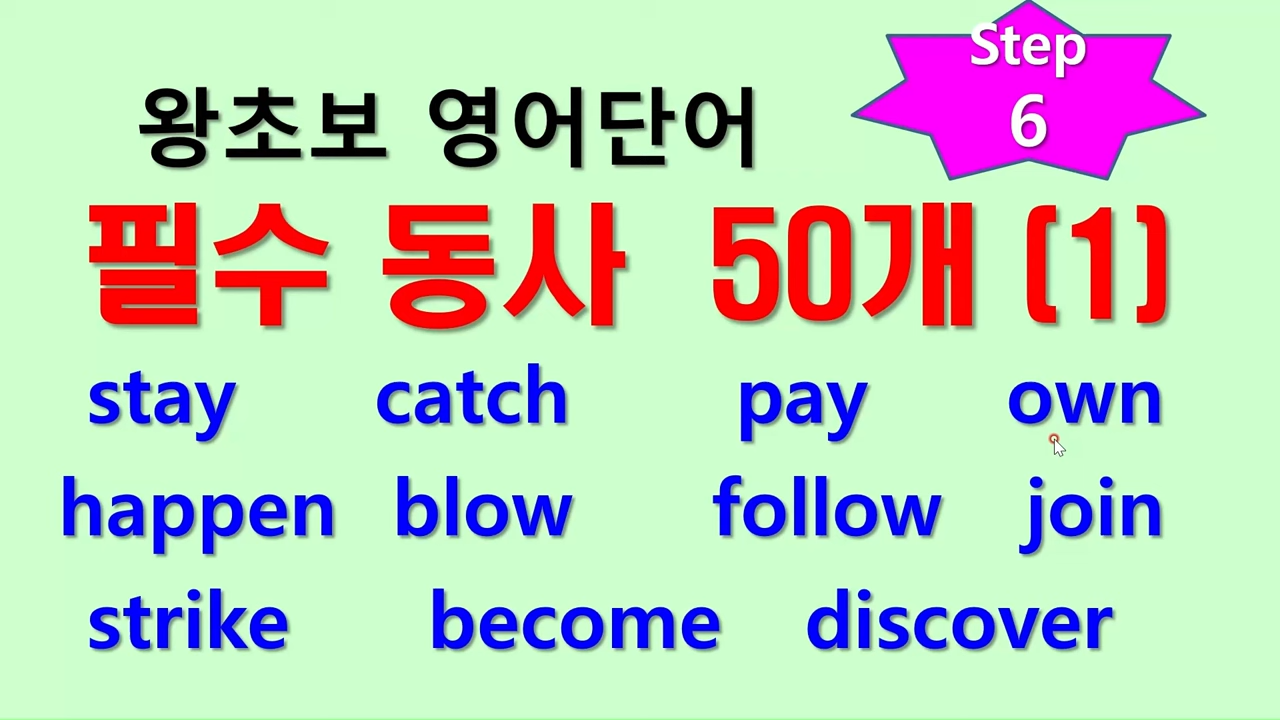 Step
6
왕초보 영어단어
필수 동사 50개 (1)
stay catch pay own
happen blow follow join
strike become discover